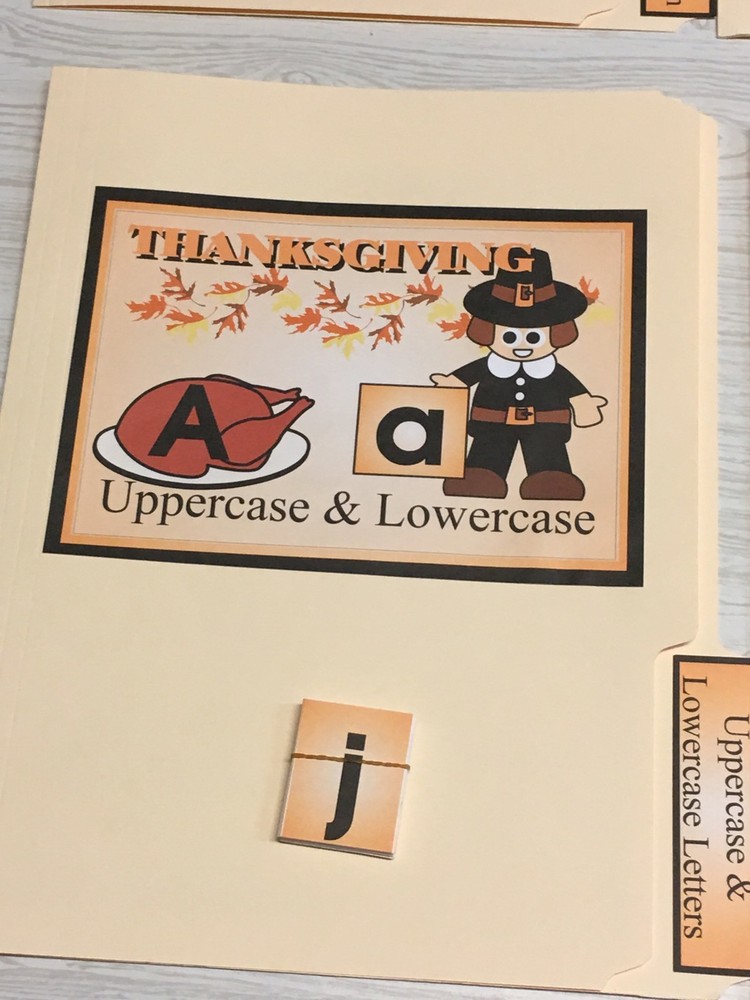 THANKSGIVING
A a
Uppercase & Lowercase
j
Uppercase &
Lowercase Letters